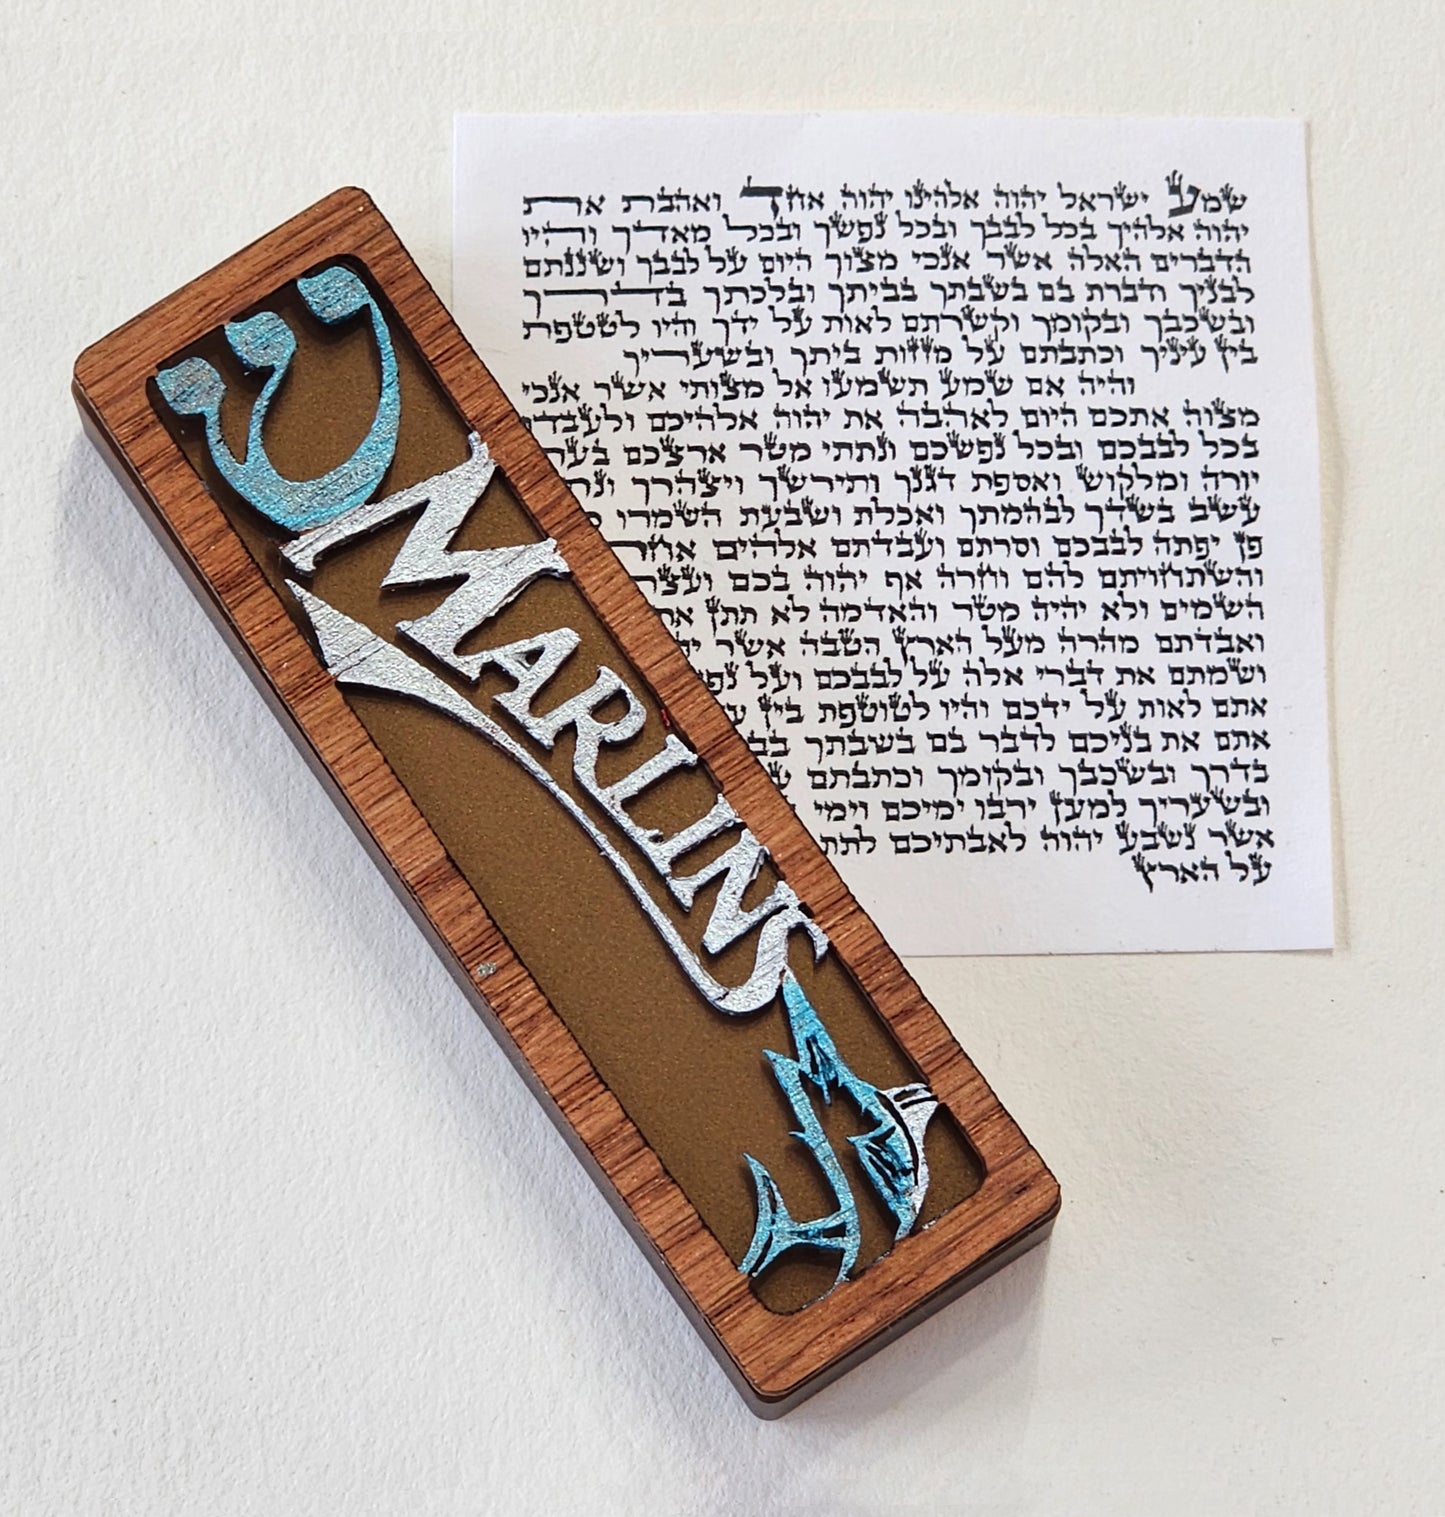 ש
MARLINS
שמע ישראל יהוה אלהינו יהוה אחד ואהבת את
יהוה אלהיך בכל לבבך ובכל נפשך ובכל מאדך והיו
הדברים האלה אשר אנכי מצוך היום על לבבך ושננתם
לבניך ודברת בם בשבתך בביתך ובלכתך בדרך
ובשכבך ובקומך וקשרתם לאות על ידך והיו לטטפת
בין עיניך וכתבתם על מזזות ביתך ובשעריך
והיה אם שמע תשמעו אל מצותי אשר אנכי
מצוה אתכם היום לאהבה את יהוה אלהיכם ולעבדו
בכל לבבכם ובכל נפשכם ונתתי מטר ארצכם
יורה ומלקוש ואספת דגנך ותירשך ויצהרך
עשב בשדך לבהמתך ואכלת ושבעת השמרו
פן יפתה לבבכם וסרתם ועבדתם אלהים
והשתחויתם להם וחרה אף יהוה בכם ועצר
השמים ולא יהיה מטר והאדמה לא תתן את
ואבדתם מהרה מעל הארץ הטבה אשר
ושמתם את דברי אלה על לבבכם ועל
אתם לאות על ידכם והיו לטוטפת בין
אתם את בניכם לדבר בם בשבתך
בדרך ובשכבך ובקומך וכתבתם
ובשעריך למען ירבו ימיכם וימי
אשר נשבע יהוה לאבתיכם לתת
על הארץ